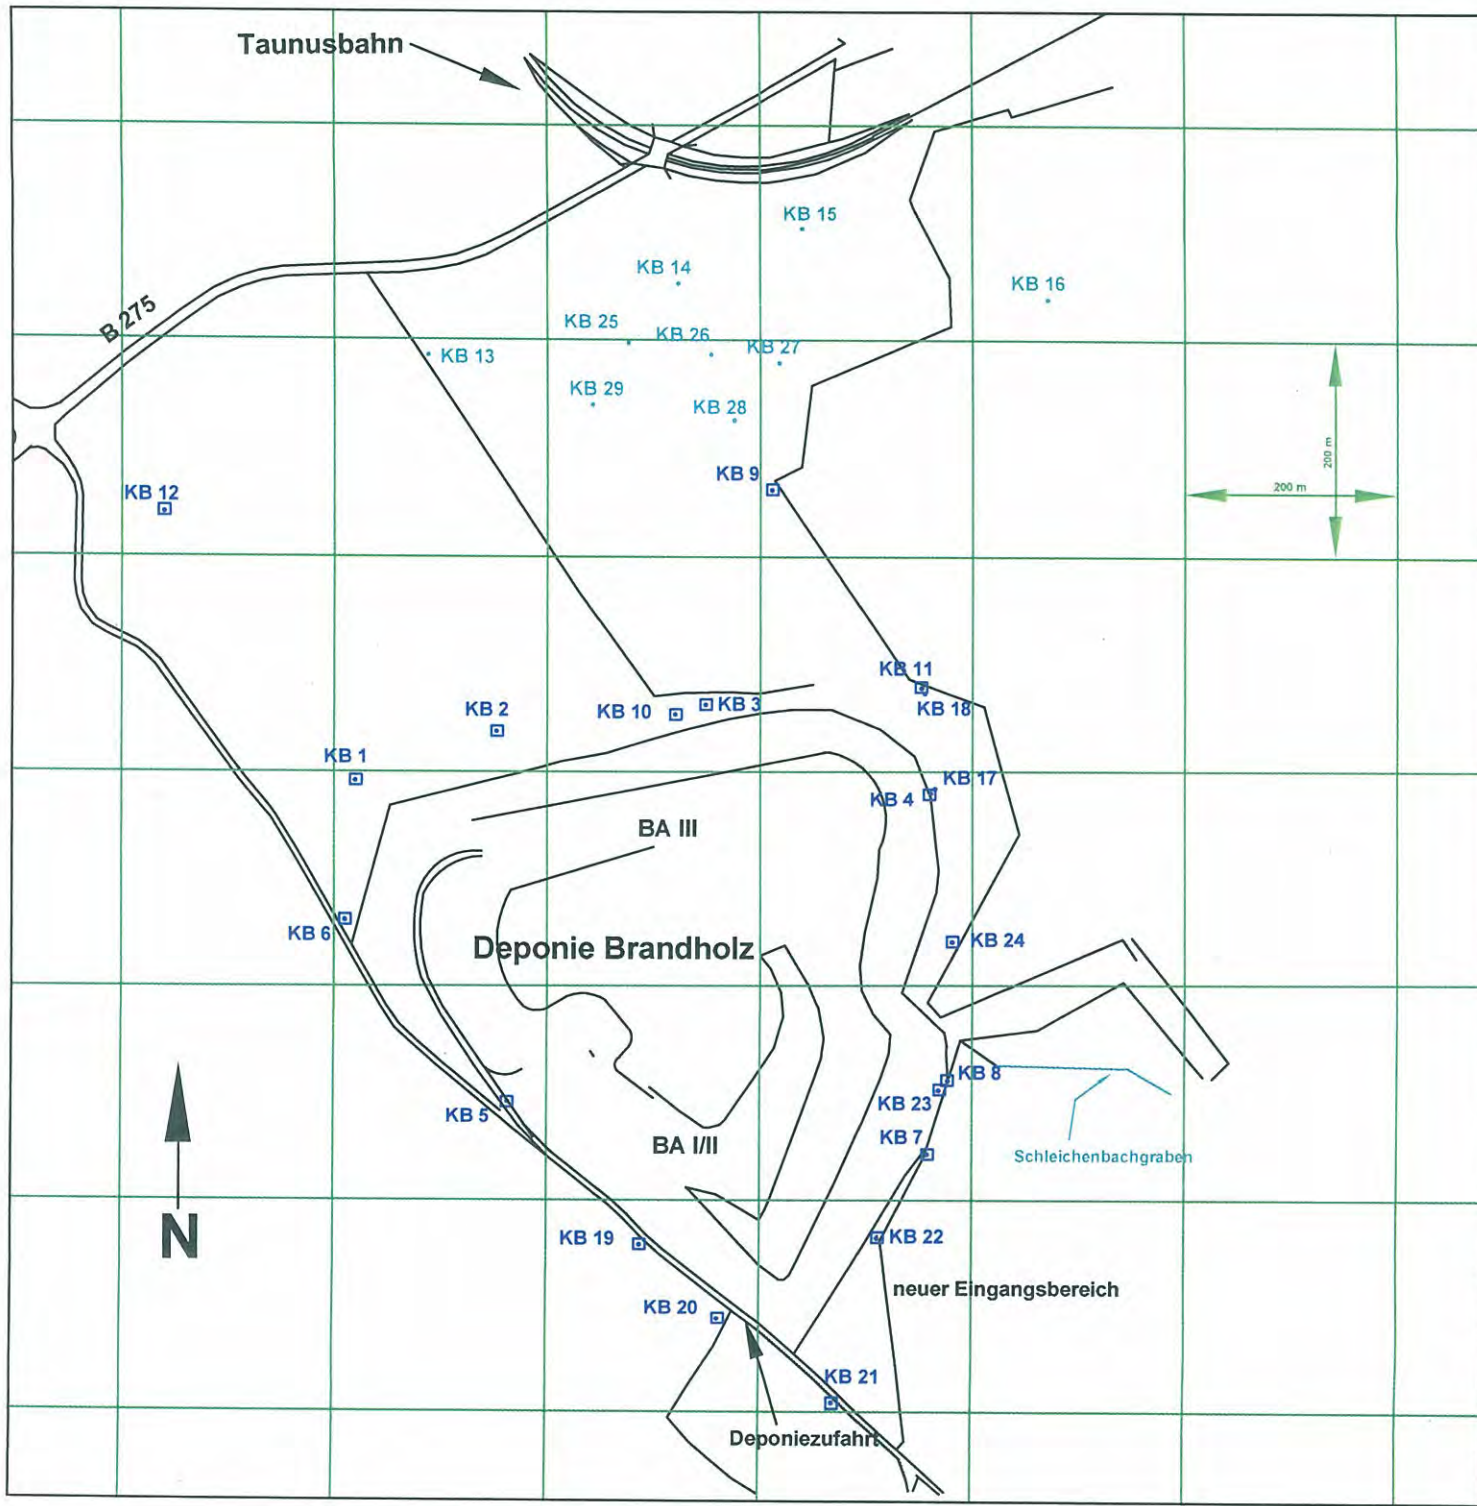 Taunusbahn
KB 15
KB 14
KB 16
B 275
KB 25
KB 26
KB 27
KB 13
KB 29
KB 28
200 m
KB 9
200 m
KB 12
KB 11
KB 18
KB 2
KB 10
KB 3
KB 1
KB 17
KB 4
BA III
KB 6
Deponie Brandholz
KB 24
KB 8
KB 23
KB 5
KB 7
BA I/II
Schleichenbachgraben
N
KB 19
KB 22
neuer Eingangsbereich
KB 20
KB 21
Deponiezufahrt